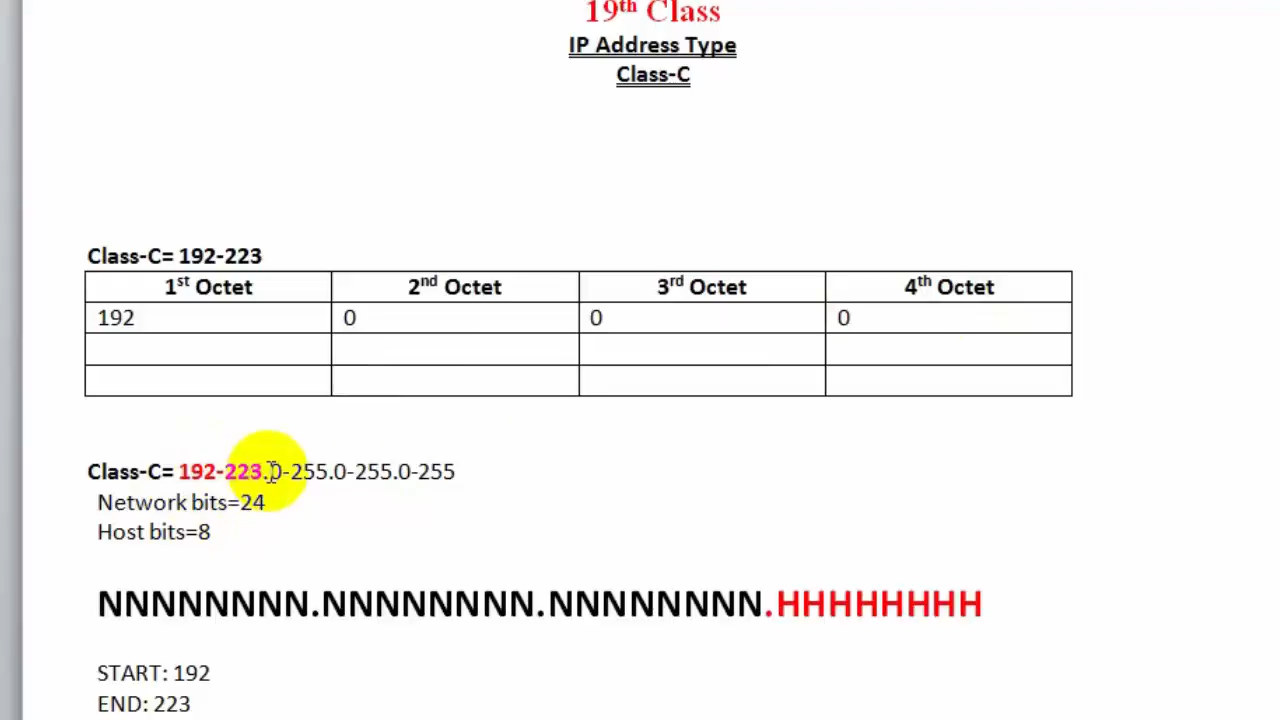 19th Class
IP Address Type
Class-C
Class-C= 192-223
1st Octet 2nd Octet 3rd Octet 4th Octet
192 0 0 0
Class-C= 192-223.0-255.0-255.0-255
Network bits=24
Host bits=8
NNNNNNNN.NNNNNNNN.NNNNNNNN.HHHHHHHH
START: 192
END: 223